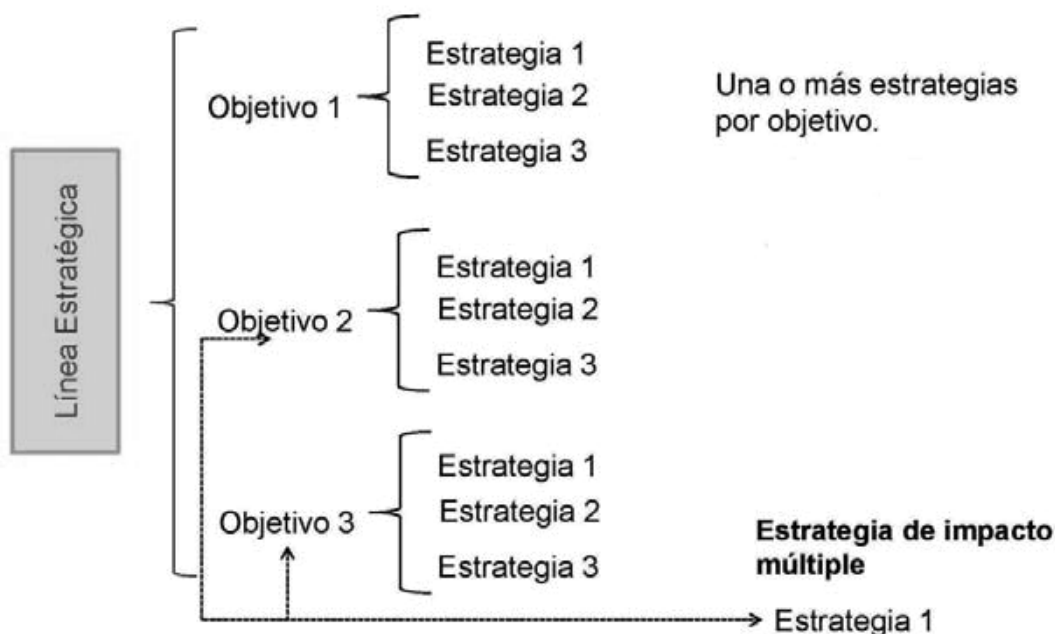 Línea Estratégica
Objetivo 1
Estrategia 1
Estrategia 2
Estrategia 3
Una o más estrategias
por objetivo.
Objetivo 2
Estrategia 1
Estrategia 2
Estrategia 3
Objetivo 3
Estrategia 1
Estrategia 2
Estrategia 3
Estrategia de impacto
múltiple
Estrategia 1